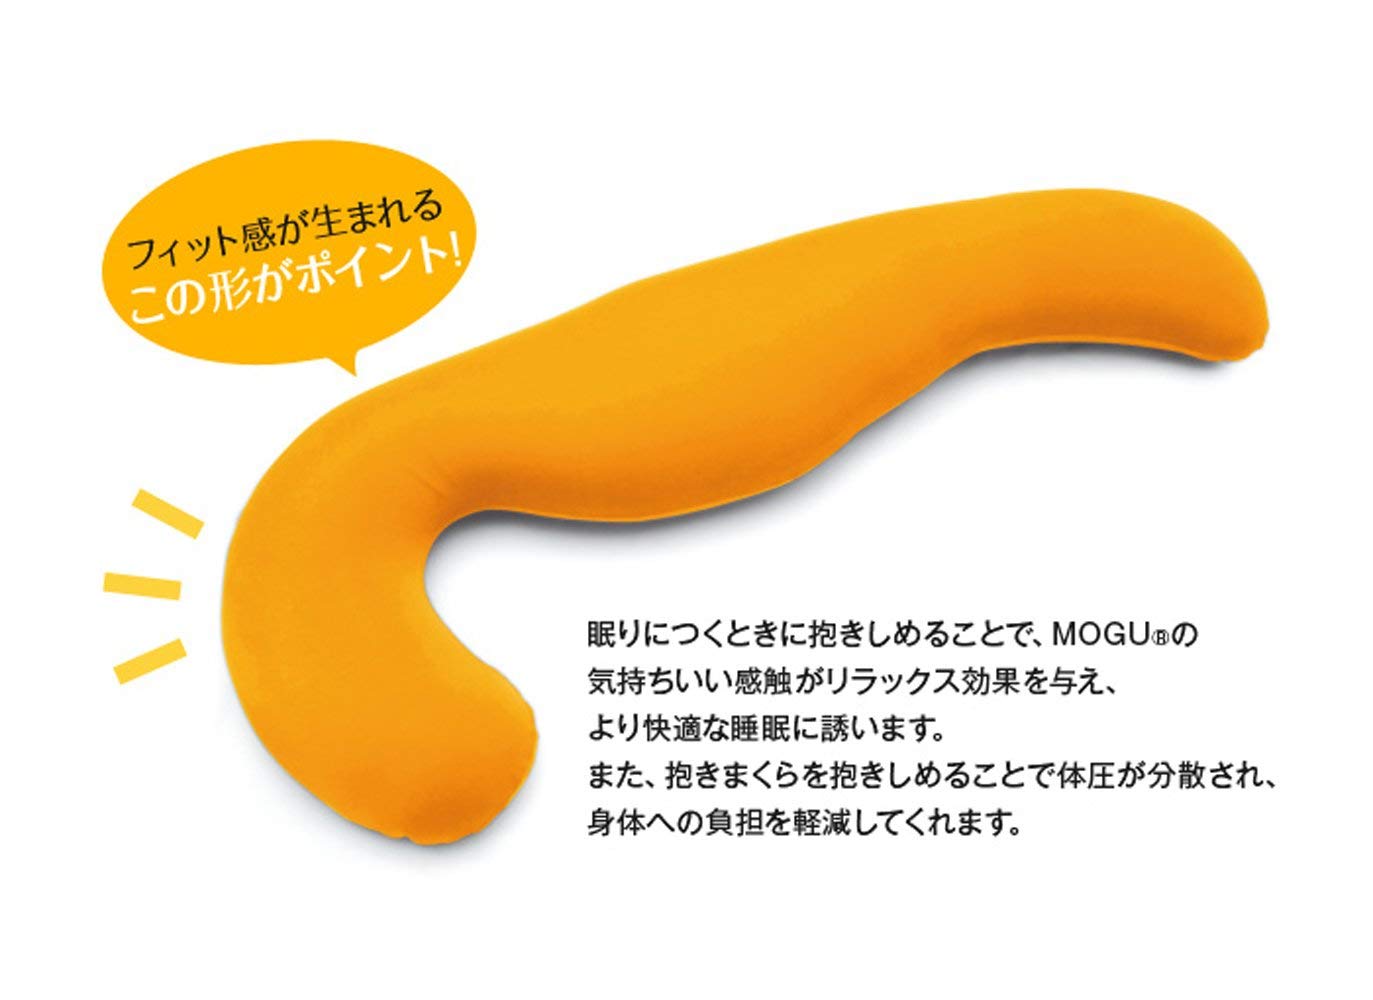 フィット感が生まれる
この形がポイント!
眠りにつくときに抱きしめることで、MOGU®の
気持ちいい感触がリラックス効果を与え、
より快適な睡眠に誘います。
また、抱きまくらを抱きしめることで体圧が分散され、
身体への負担を軽減してくれます。